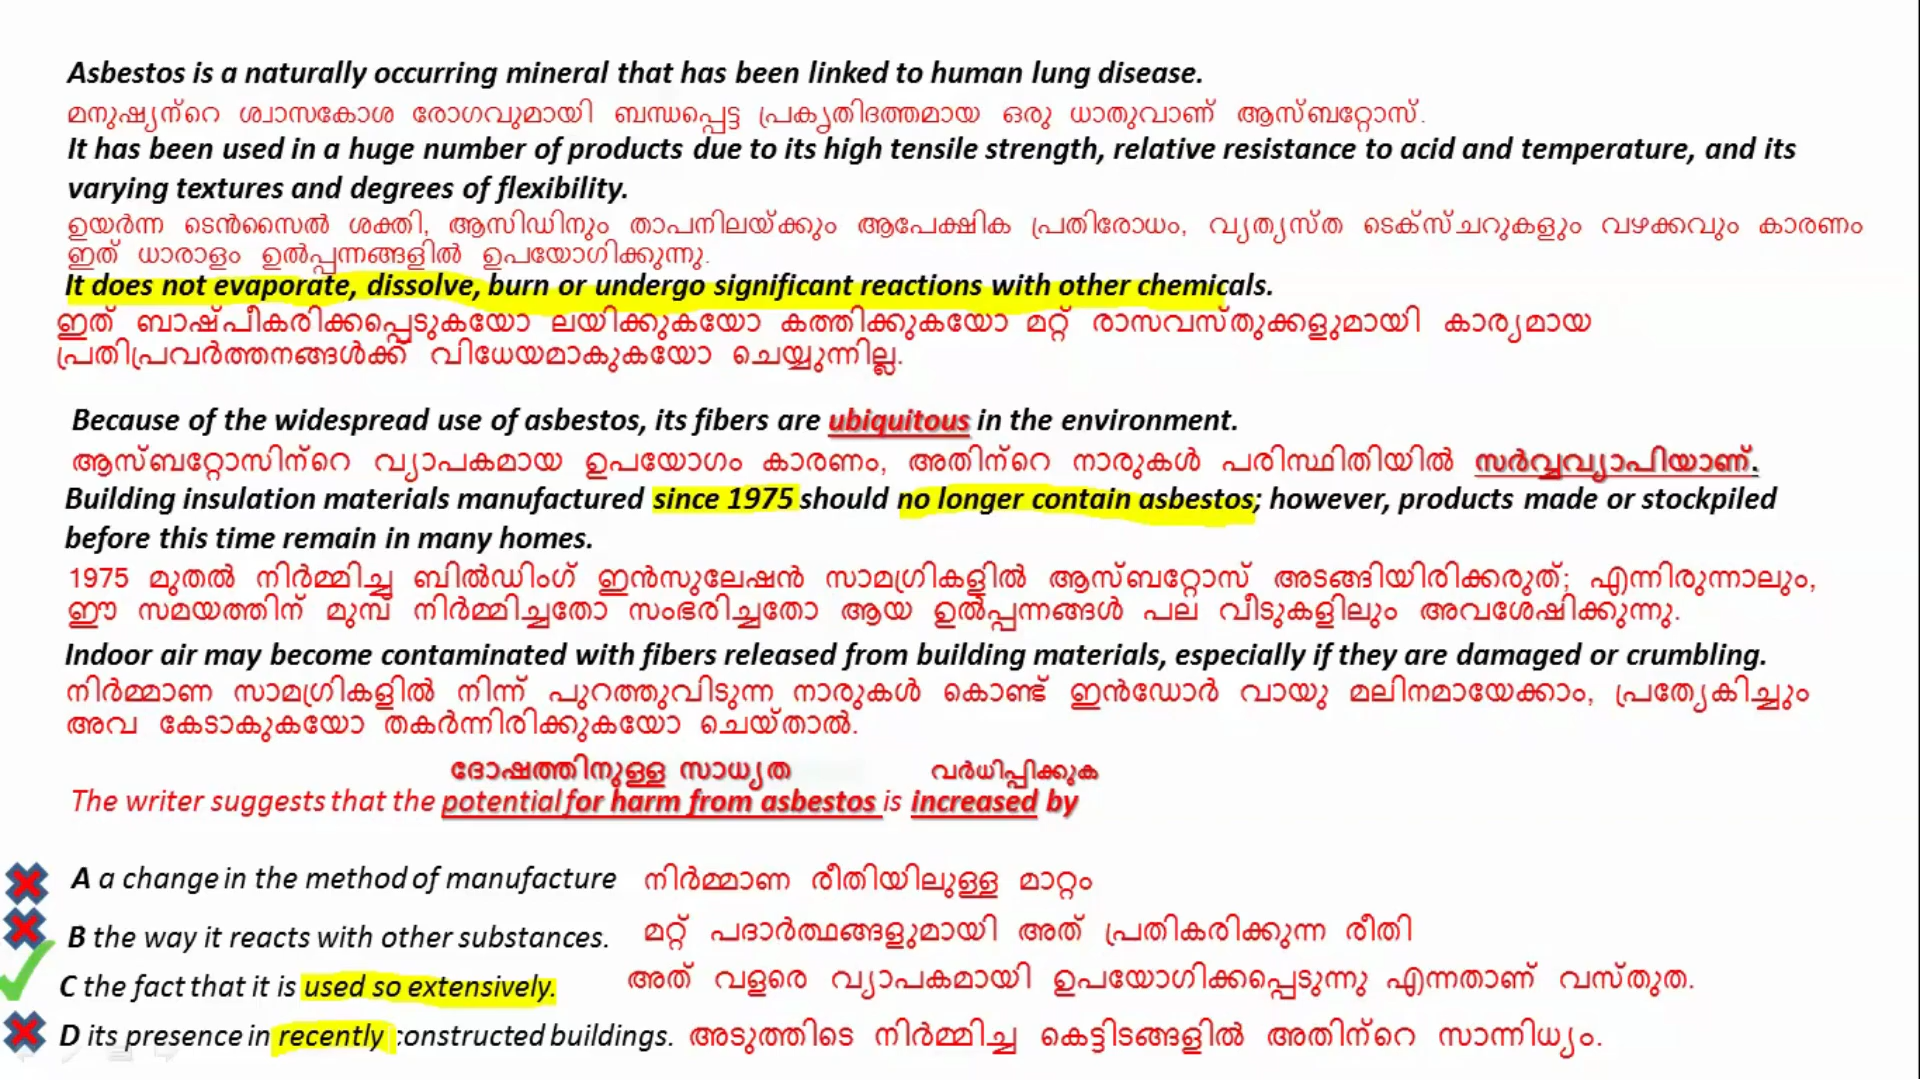 Asbestos is a naturally occurring mineral that has been linked to human lung disease.
മനുഷ്യന്റെ ശ്വാസകോശ രോഗവുമായി ബന്ധപ്പെട്ട പ്രകൃതിദത്തമായ ഒരു ധാതുവാണ് ആസ്ബറ്റോസ്.
It has been used in a huge number of products due to its high tensile strength, relative resistance to acid and temperature, and its
varying textures and degrees of flexibility.
ഉയർന്ന ടെൻസൈൽ ശക്തി, ആസിഡിനും താപനിലയ്ക്കും ആപേക്ഷിക പ്രതിരോധം, വ്യത്യസ്ത ടെക്സ്ചറുകളും വഴക്കവും കാരണം
ഇത് ധാരാളം ഉൽപ്പന്നങ്ങളിൽ ഉപയോഗിക്കുന്നു.
It does not evaporate, dissolve, burn or undergo significant reactions with other chemicals.
ഇത് ബാഷ്പീകരിക്കപ്പെടുകയോ ലയിക്കുകയോ കത്തിക്കുകയോ മറ്റ് രാസവസ്തുക്കളുമായി കാര്യമായ
പ്രതിപ്രവർത്തനങ്ങൾക്ക് വിധേയമാകുകയോ ചെയ്യുന്നില്ല.
Because of the widespread use of asbestos, its fibers are ubiquitous in the environment.
ആസ്ബറ്റോസിന്റെ വ്യാപകമായ ഉപയോഗം കാരണം, അതിന്റെ നാരുകൾ പരിസ്ഥിതിയിൽ സർവ്വവ്യാപിയാണ്.
Building insulation materials manufactured since 1975 should no longer contain asbestos; however, products made or stockpiled
before this time remain in many homes.
1975 മുതൽ നിർമ്മിച്ച ബിൽഡിംഗ് ഇൻസുലേഷൻ സാമഗ്രികളിൽ ആസ്ബറ്റോസ് അടങ്ങിയിരിക്കരുത്; എന്നിരുന്നാലും,
ഈ സമയത്തിന് മുമ്പ് നിർമ്മിച്ചതോ സംഭരിച്ചതോ ആയ ഉൽപ്പന്നങ്ങൾ പല വീടുകളിലും അവശേഷിക്കുന്നു.
Indoor air may become contaminated with fibers released from building materials, especially if they are damaged or crumbling.
നിർമ്മാണ സാമഗ്രികളിൽ നിന്ന് പുറത്തുവിടുന്ന നാരുകൾ കൊണ്ട് ഇൻഡോർ വായു മലിനമായേക്കാം, പ്രത്യേകിച്ചും
അവ കേടാകുകയോ തകർന്നിരിക്കുകയോ ചെയ്താൽ.
ദോഷത്തിനുള്ള സാധ്യത വർധിപ്പിക്കുക
The writer suggests that the potential for harm from asbestos is increased by
A a change in the method of manufacture നിർമ്മാണ രീതിയിലുള്ള മാറ്റം
B the way it reacts with other substances. മറ്റ് പദാർത്ഥങ്ങളുമായി അത് പ്രതികരിക്കുന്ന രീതി
C the fact that it is used so extensively. അത് വളരെ വ്യാപകമായി ഉപയോഗിക്കപ്പെടുന്നു എന്നതാണ് വസ്തുത.
D its presence in recently constructed buildings. അടുത്തിടെ നിർമ്മിച്ച കെട്ടിടങ്ങളിൽ അതിന്റെ സാന്നിധ്യം.